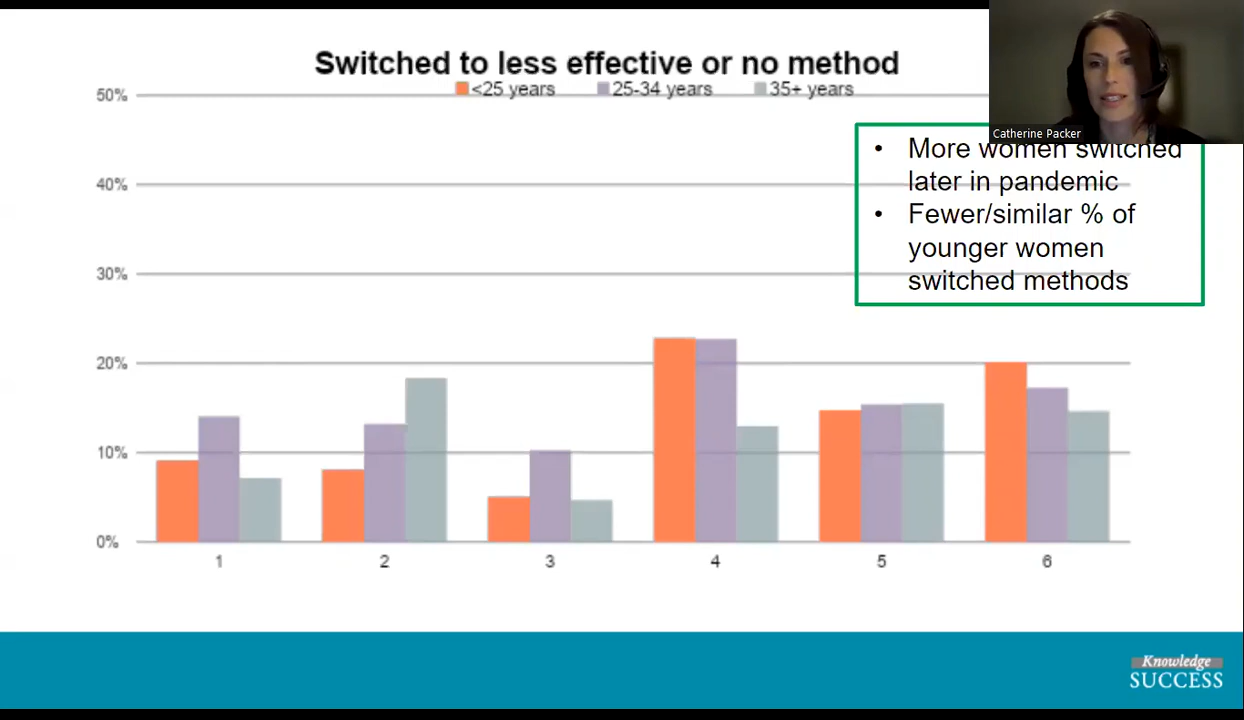 Switched to less effective or no method
<25 years 25-34 years 35+ years
50%
40%
30%
20%
10%
0%
1 2 3 4 5 6
Catherine Packer
• More women switched
later in pandemic
• Fewer/similar % of
younger women
switched methods
Knowledge
SUCCESS